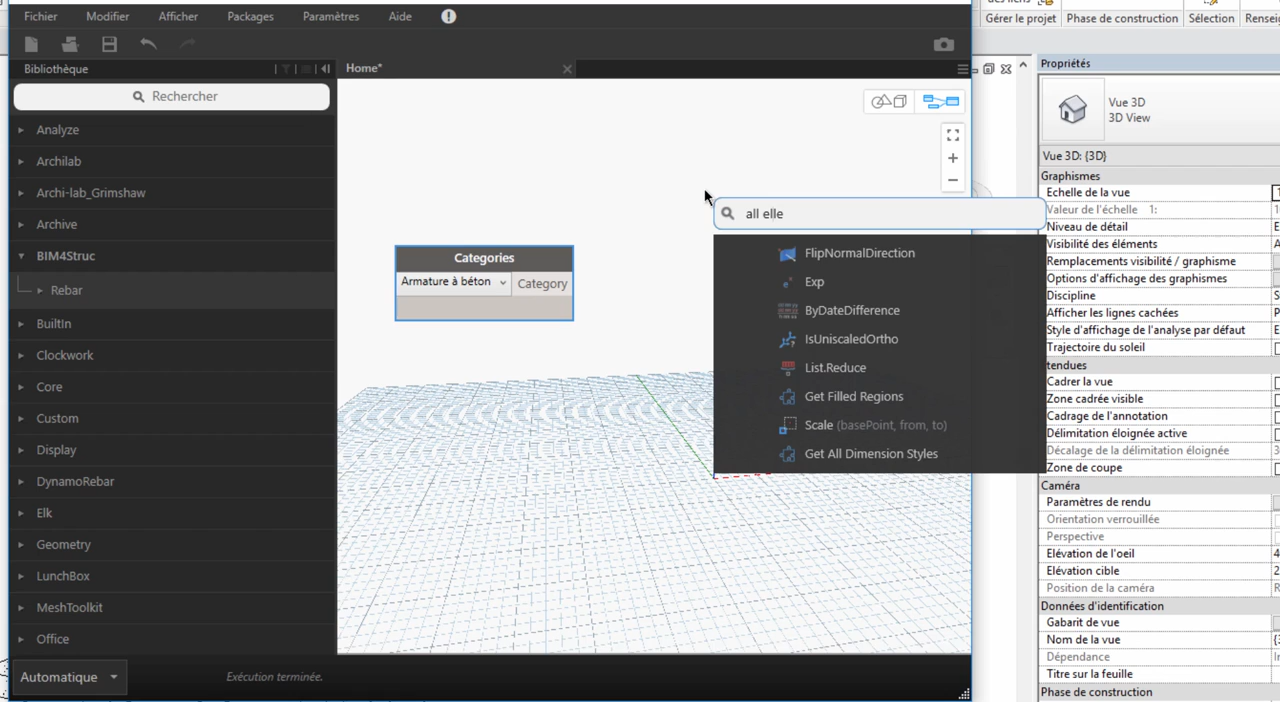 Fichier Modifier Afficher Packages Paramètres Aide
Gérer le projet Phase de construction Sélection
Bibliothèque
Home*
Rechercher
Analyze
Archilab
Archi-lab_Grimshaw
Archive
BIM4Struc
Rebar
BuiltIn
Clockwork
Core
Custom
Display
DynamoRebar
Elk
Geometry
LunchBox
MeshToolkit
Office
Automatique
Exécution terminée.
Categories
Armature à béton
Category
all elle
FlipNormalDirection
Exp
ByDateDifference
IsUniscaledOrtho
List.Reduce
Get Filled Regions
Scale (basePoint, from, to)
Get All Dimension Styles
Propriétés
Vue 3D
3D View
Vue 3D: {3D}
Graphismes
Echelle de la vue
Valeur de l'échelle 1:
Niveau de détail
Visibilité des éléments
Remplacements visibilité / graphisme
Options d'affichage des graphismes
Discipline
Afficher les lignes cachées
Style d'affichage de l'analyse par défaut
Trajectoire du soleil
tendues
Cadrer la vue
Zone cadrée visible
Cadrage de l'annotation
Délimitation éloignée active
Décalage de la délimitation éloignée
Zone de coupe
Caméra
Paramètres de rendu
Orientation verrouillée
Perspective
Elévation de l'oeil
Elévation cible
Position de la caméra
Données d'identification
Gabarit de vue
Nom de la vue
Dépendance
Titre sur la feuille
Phase de construction